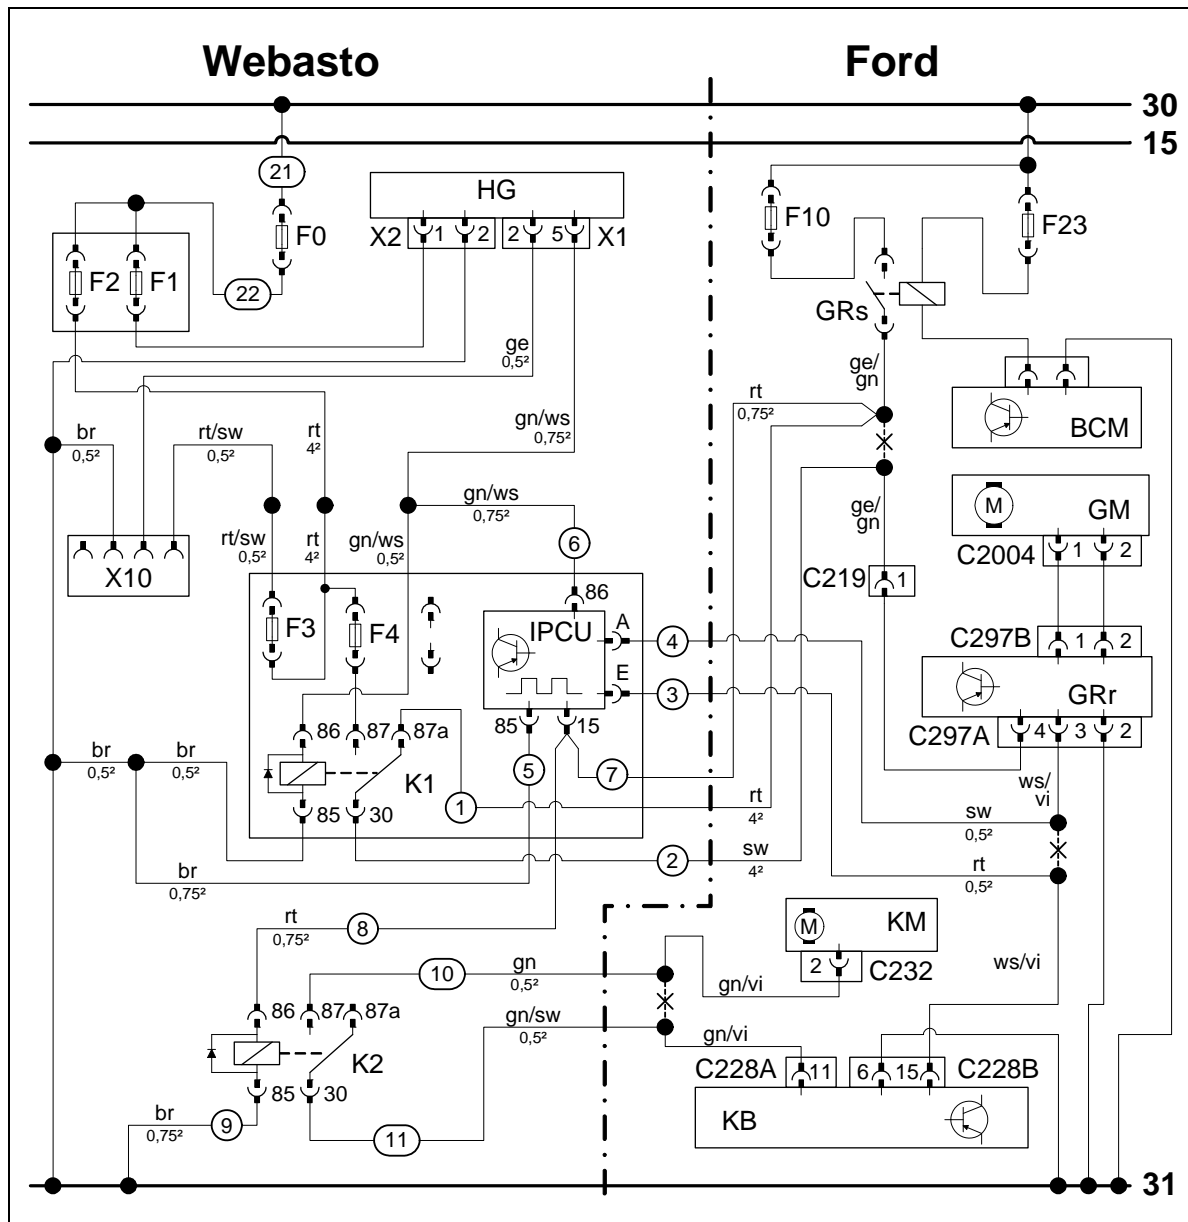 Webasto
Ford
30
15
21
HG
F10
F23
F0
X2
1
2
2
5
X1
F2
F1
22
GRs
ge
0,5²
ge/
gn
rt
0,75²
BCM
gn/ws
0,75²
br
0,5²
rt/sw
0,5²
rt
4²
gn/ws
0,75²
M
GM
ge/
gn
rt/sw
0,5²
rt
4²
gn/ws
0,5²
6
C2004
1
2
X10
C219
1
86
F3
F4
IPCU
A
4
C297B
1
2
E
3
GRr
86
87
87a
85
15
C297A
4
3
2
br
0,5²
br
0,5²
5
7
K1
ws/
vi
1
rt
4²
85
30
sw
0,5²
2
sw
4²
br
0,75²
rt
0,5²
rt
0,75²
8
M
KM
10
gn
0,5²
2
C232
ws/vi
gn/vi
86
87
87a
gn/sw
0,5²
gn/vi
K2
C228A
11
6
15
C228B
85
30
br
0,75²
9
11
KB
31